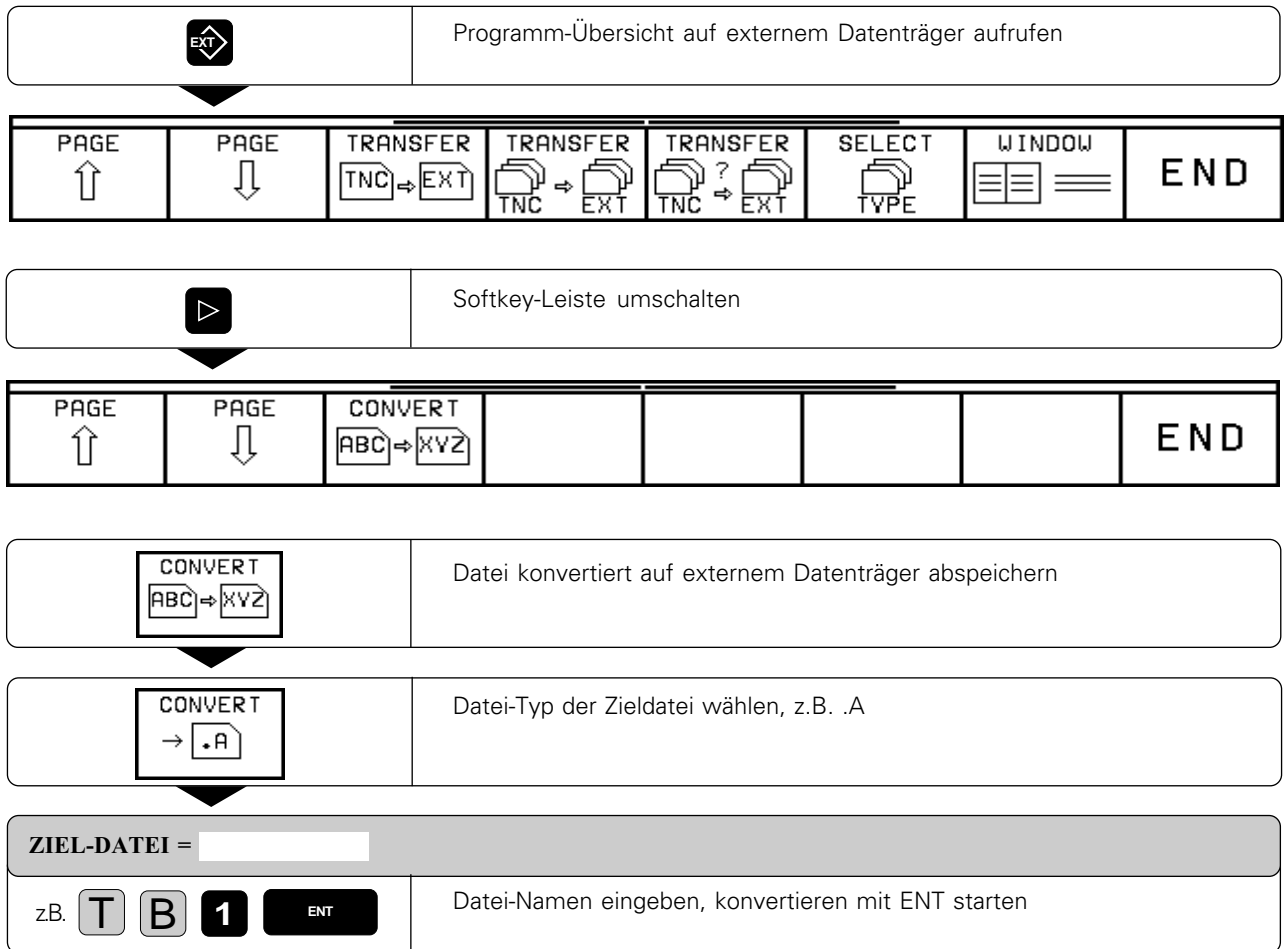 EXT Programm-Übersicht auf externem Datenträger aufrufen
PAGE PAGE TRANSFER TRANSFER TRANSFER SELECT WINDOW END
TNC ⇨ EXT ⇨ ? ⇨
TNC EXT TNC EXT TYPE
Softkey-Leiste umschalten
PAGE PAGE CONVERT END
ABC ⇨ XYZ
CONVERT Datei konvertiert auf externem Datenträger abspeichern
ABC ⇨ XYZ
CONVERT Datei-Typ der Zieldatei wählen, z.B. .A
→ .A
ZIEL-DATEI =
z.B. T B 1 ENT Datei-Namen eingeben, konvertieren mit ENT starten